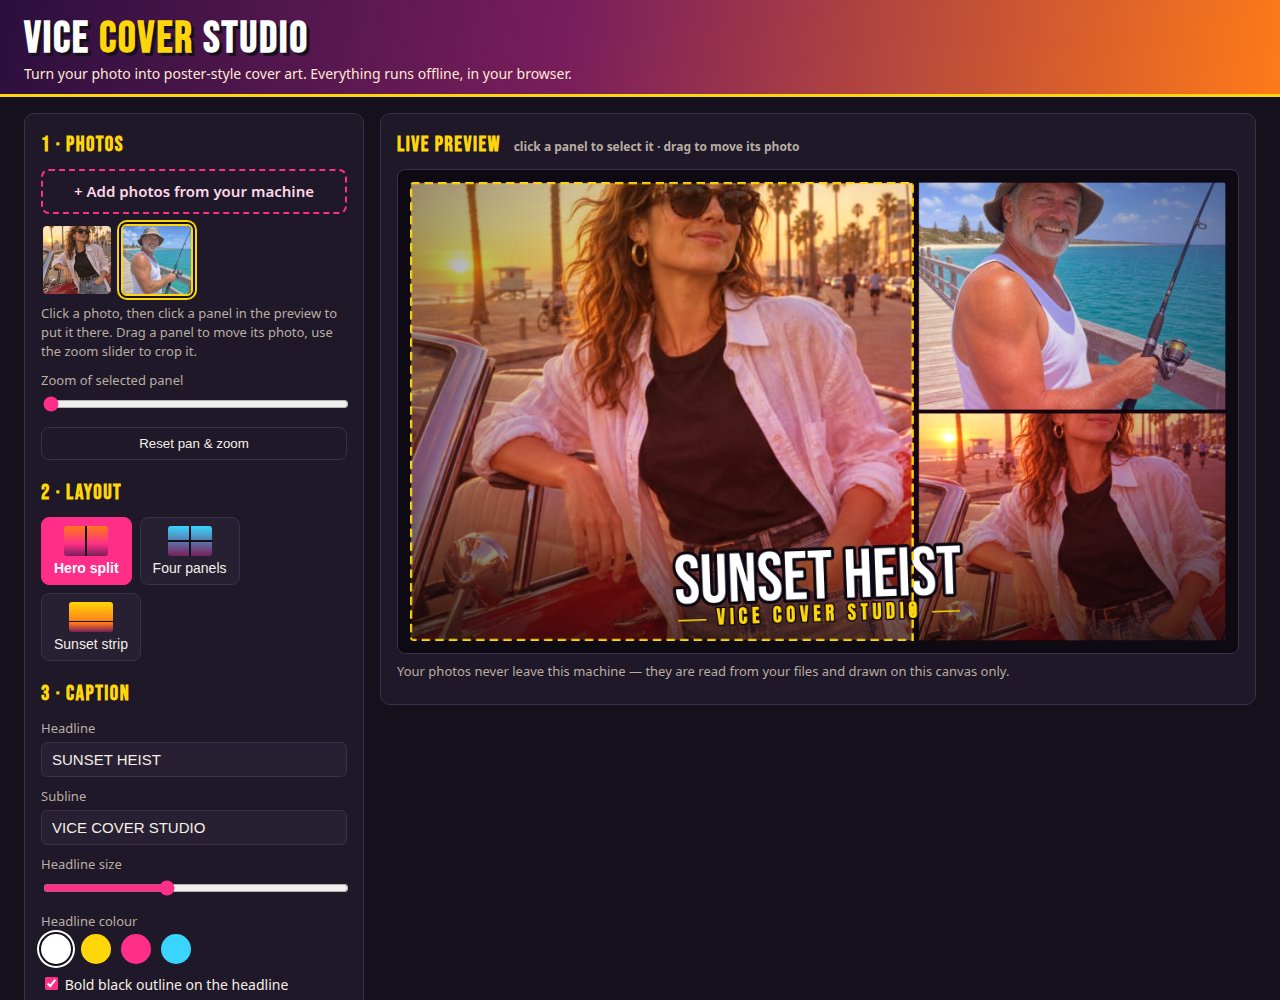 VICE COVER STUDIO
Turn your photo into poster-style cover art. Everything runs offline, in your browser.
1 · PHOTOS
+ Add photos from your machine
Click a photo, then click a panel in the preview to
put it there. Drag a panel to move its photo, use
the zoom slider to crop it.
Zoom of selected panel
Reset pan & zoom
2 · LAYOUT
Hero split
Four panels
Sunset strip
3 · CAPTION
Headline
SUNSET HEIST
Subline
VICE COVER STUDIO
Headline size
Headline colour
Bold black outline on the headline
LIVE PREVIEW click a panel to select it · drag to move its photo
SUNSET HEIST
— VICE COVER STUDIO —
Your photos never leave this machine — they are read from your files and drawn on this canvas only.